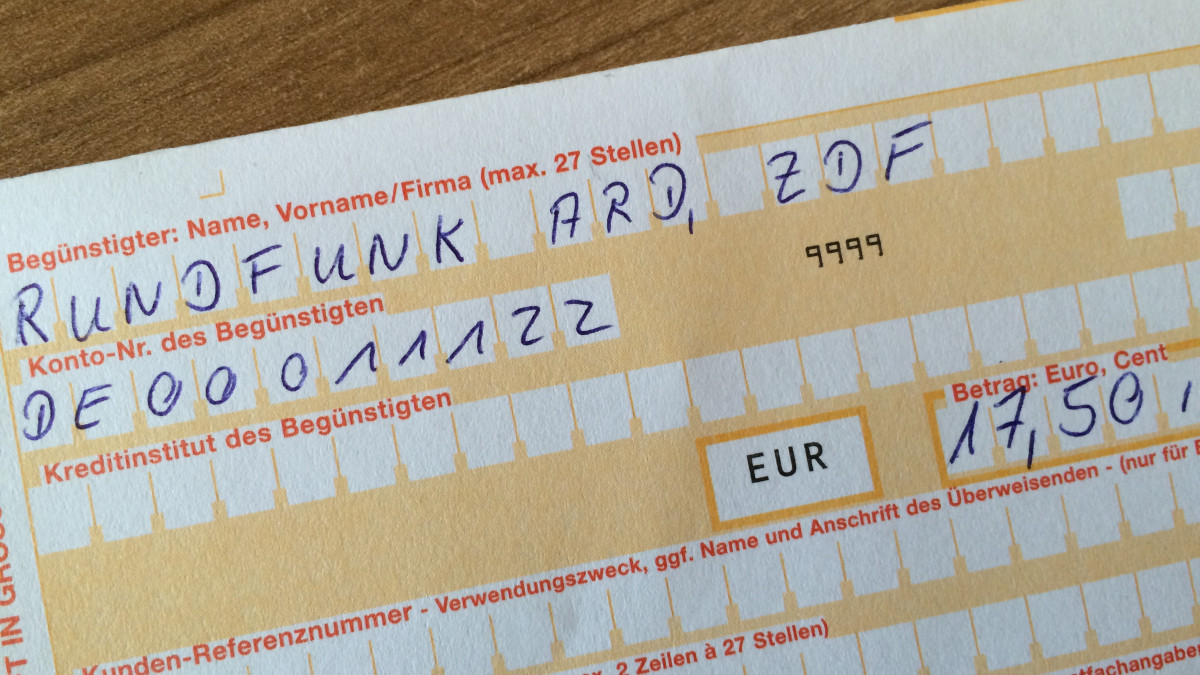 Begünstigter: Name, Vorname/Firma (max. 27 Stellen)
RUNDFUNK ARD, ZDF
9999
Konto-Nr. des Begünstigten
DE00011122
Kreditinstitut des Begünstigten
EUR
Betrag: Euro, Cent
17,50,
Kunden-Referenznummer - Verwendungszweck, ggf. Name und Anschrift des Überweisenden - (nur für
2 Zeilen à 27 Stellen)